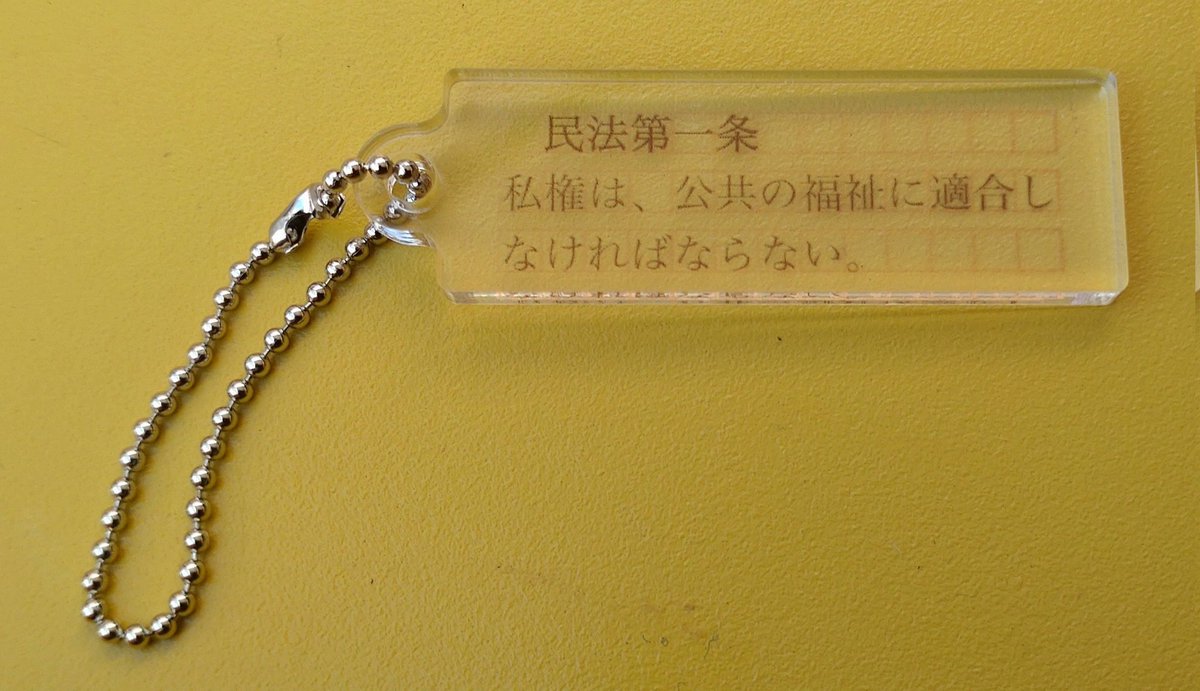 民法第一条
私権は、公共の福祉に適合し
なければならない。